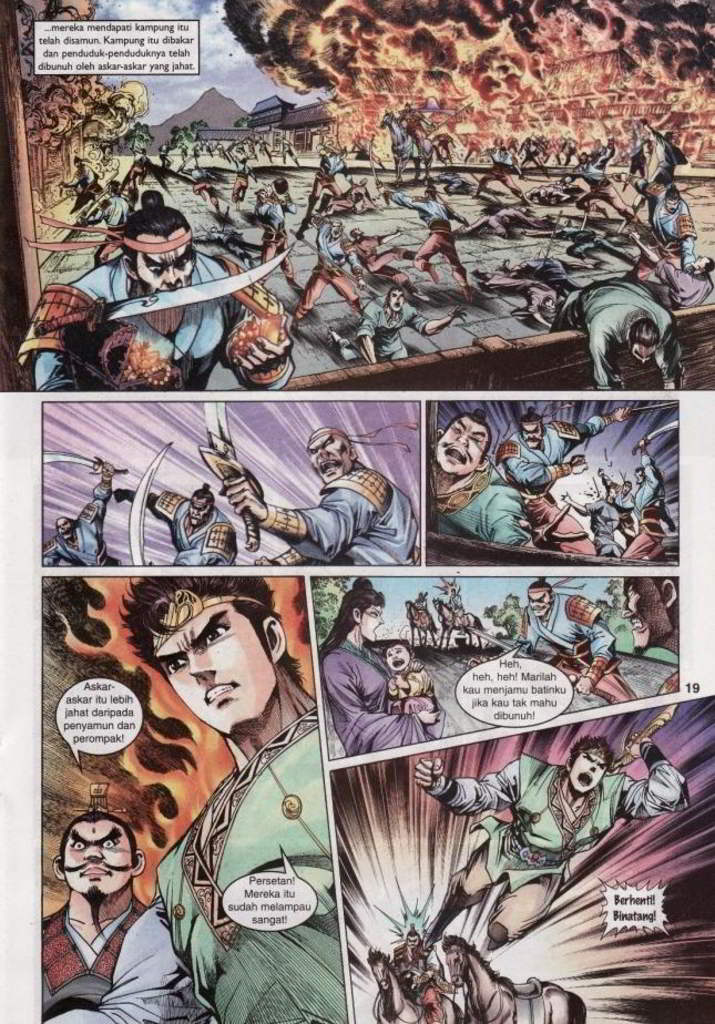 ...mereka mendapati kampung itu
telah disamun. Kampung itu dibakar
dan penduduk-penduduknya telah
dibunuh oleh askar-askar yang jahat.
Heh,
heh, heh! Marilah
kau menjamu batinku
jika kau tak mahu
dibunuh!
19
Askar-
askar itu lebih
jahat daripada
penyamun dan
perompak!
Persetan!
Mereka itu
sudah melampau
sangat!
Berhenti!
Binatang!